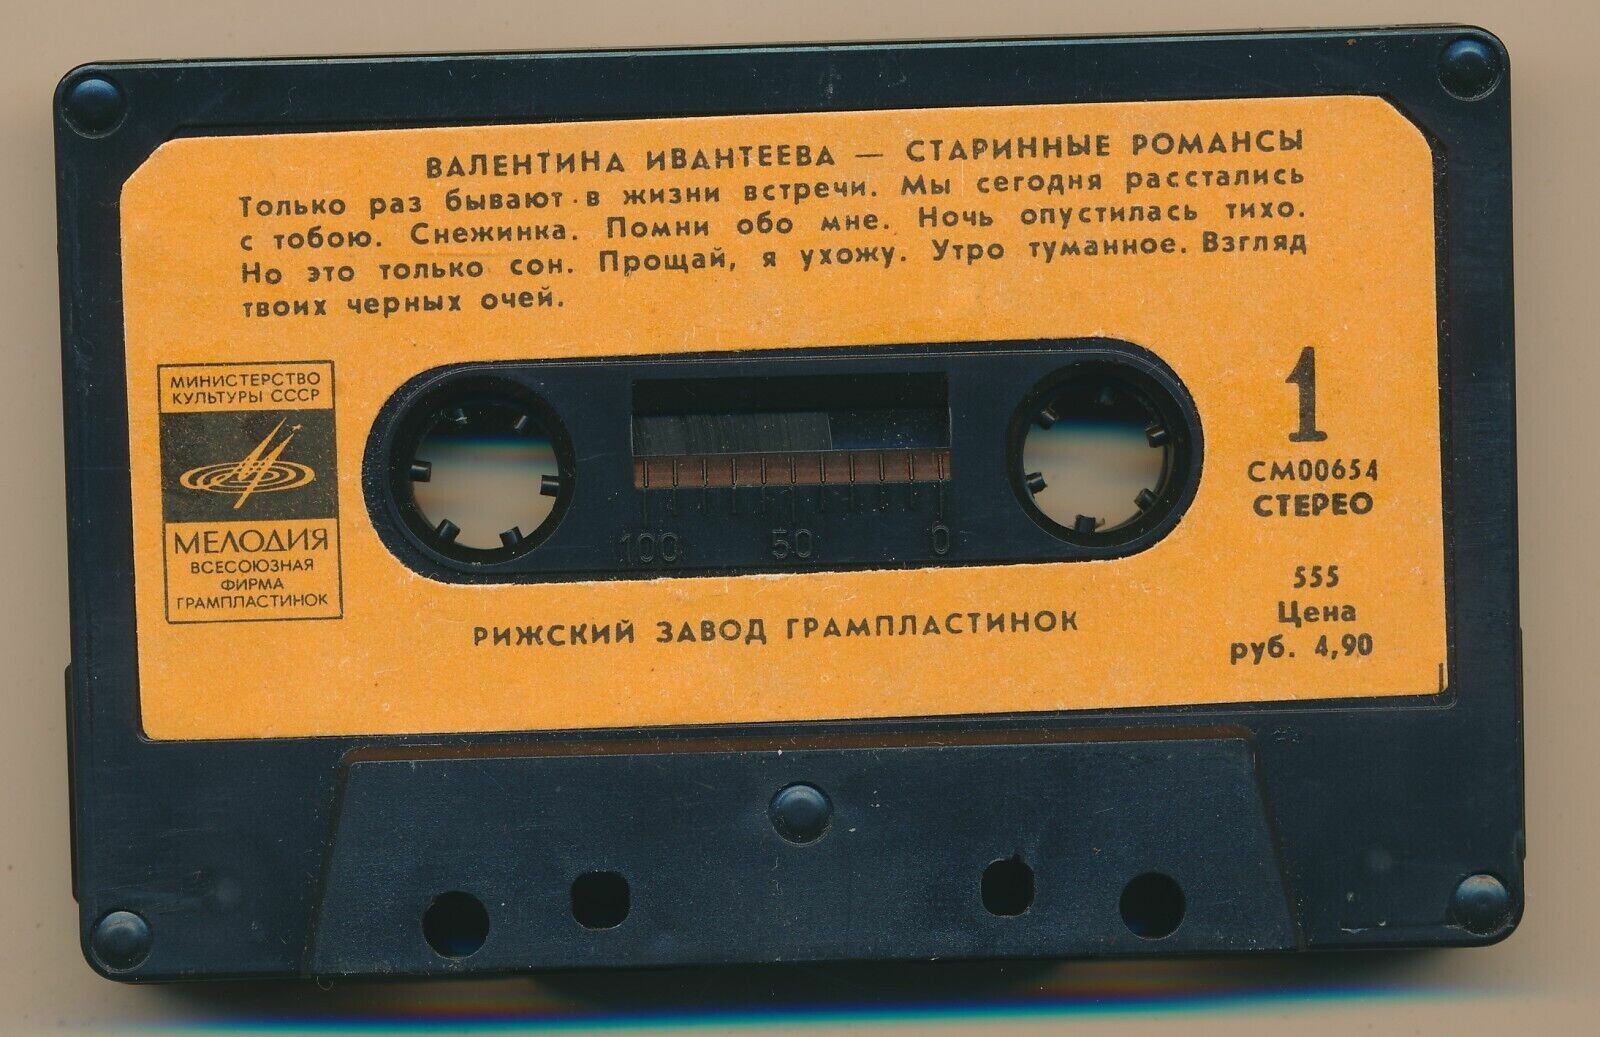 ВАЛЕНТИНА ИВАНТЕЕВА — СТАРИННЫЕ РОМАНСЫ
Только раз бывают в жизни встречи. Мы сегодня расстались
с тобою. Снежинка. Помни обо мне. Ночь опустилась тихо.
Но это только сон. Прощай, я ухожу. Утро туманное. Взгляд
твоих черных очей.
МИНИСТЕРСТВО
КУЛЬТУРЫ СССР
МЕЛОДИЯ
ВСЕСОЮЗНАЯ
ФИРМА
ГРАМПЛАСТИНОК
100 50 0
1
СМ00654
СТЕРЕО
555
Цена
руб. 4,90
РИЖСКИЙ ЗАВОД ГРАМПЛАСТИНОК